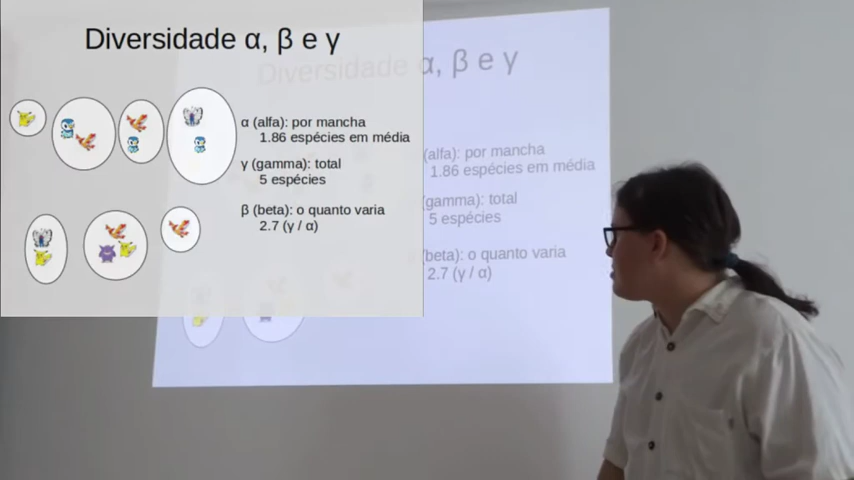 Diversidade α, β e γ
α (alfa): por mancha
1.86 espécies em média
γ (gamma): total
5 espécies
β (beta): o quanto varia
2.7 (γ / α)
Diversidade α, β e γ
(alfa): por mancha
1.86 espécies em média
(gamma): total
5 espécies
(beta): o quanto varia
2.7 (γ / α)